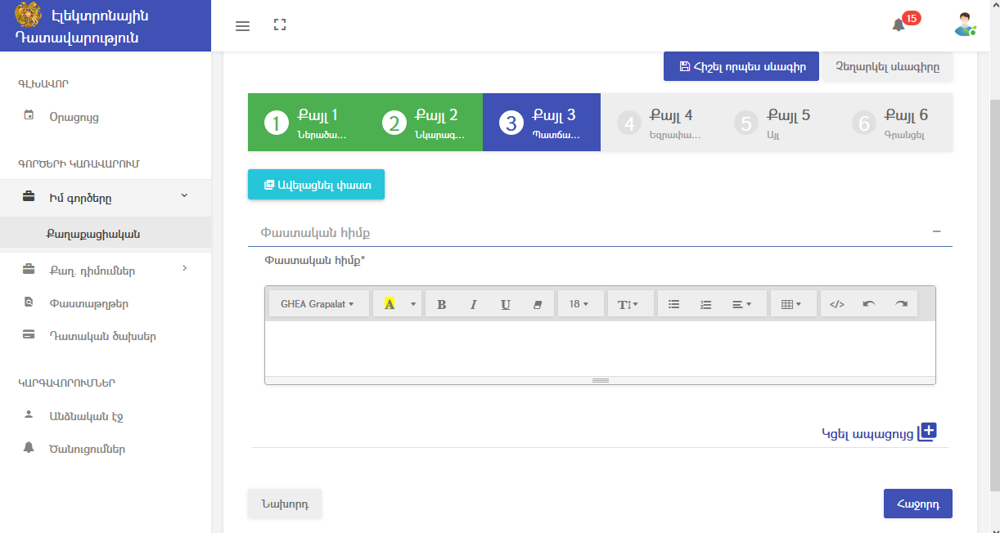 Էլեկտրոնային
Դատավարություն
15
Հիշել որպես սևագիր
Չեղարկել սևագիրը
ԳԼԽԱՎՈՐ
Օրացույց
ԳՈՐԾԵՐԻ ԿԱՌԱՎԱՐՈՒՄ
Իմ գործերը
Քաղաքացիական
Քաղ. դիմումներ
Փաստաթղթեր
Դատական ծախսեր
ԿԱՐԳԱՎՈՐՈՒՄՆԵՐ
Անձնական էջ
Ծանուցումներ
1 Քայլ 1
Ներածա...
2 Քայլ 2
Նկարագ...
3 Քայլ 3
Պատճա...
4 Քայլ 4
Եզրափա...
5 Քայլ 5
Այլ
6 Քայլ 6
Գրանցել
Ավելացնել փաստ
Փաստական հիմք
Փաստական հիմք*
GHEA Grapalat A B I U 18 T </>
Կցել ապացույց
Նախորդ
Հաջորդ